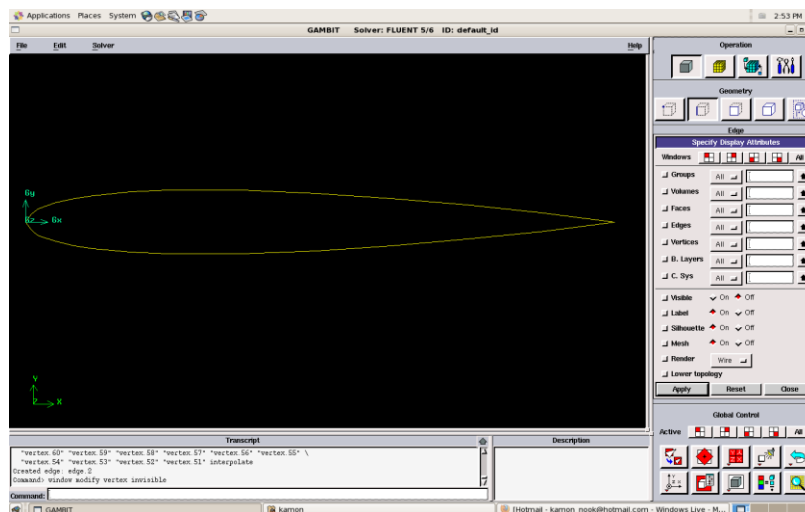 Applications Places System
2:53 PM
GAMBIT Solver: FLUENT 5/6 ID: default_id
File Edit Solver Help
Operation
Geometry
Edge
Specify Display Attributes
Windows All
Groups All
Volumes All
Faces All
Edges All
Vertices All
B. Layers All
C. Sys All
Visible On Off
Label On Off
Silhouette On Off
Mesh On Off
Render Wire
Lower topology
Apply Reset Close
Gy
Gx
Y
Z X
Global Control
Active All
Transcript
Description
"vertex.60" "vertex.59" "vertex.58" "vertex.57" "vertex.56" "vertex.55" \
"vertex.54" "vertex.53" "vertex.52" "vertex.51" interpolate
Created edge: edge.2
Command> window modify vertex invisible
Command:
GAMBIT
kamon
[Hotmail - kamon_nook@hotmail.com - Windows Live - M...